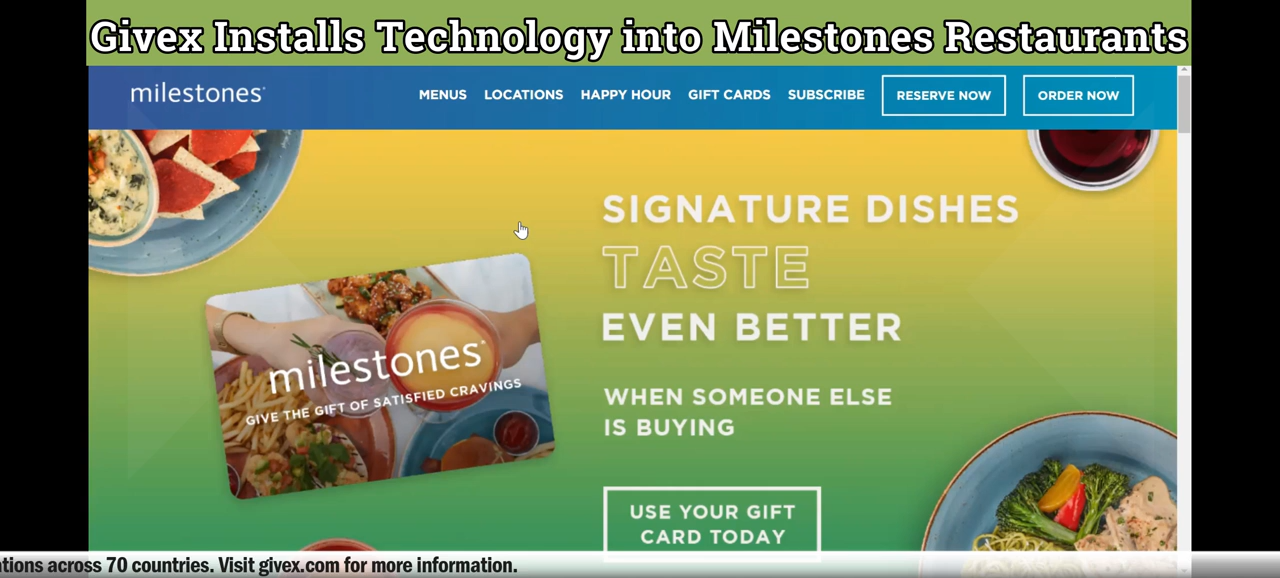 Givex Installs Technology into Milestones Restaurants
milestones
MENUS LOCATIONS HAPPY HOUR GIFT CARDS SUBSCRIBE RESERVE NOW ORDER NOW
SIGNATURE DISHES
TASTE
EVEN BETTER
milestones
GIVE THE GIFT OF SATISFIED CRAVINGS
WHEN SOMEONE ELSE
IS BUYING
USE YOUR GIFT
CARD TODAY
across 70 countries. Visit givex.com for more information.